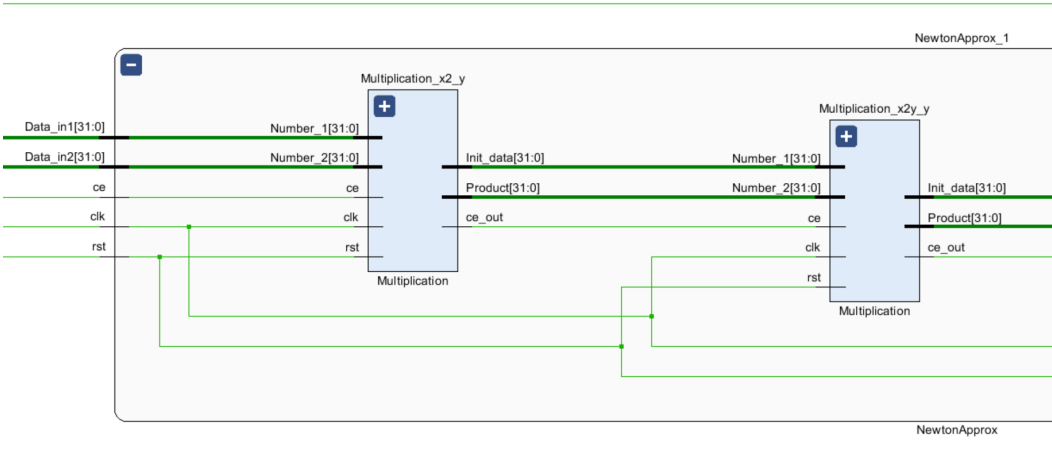 NewtonApprox_1
Multiplication_x2_y
Multiplication_x2y_y
Data_in1[31:0]
Number_1[31:0]
Data_in2[31:0]
Number_2[31:0]
Init_data[31:0]
Number_1[31:0]
ce
ce
Product[31:0]
Number_2[31:0]
Init_data[31:0]
clk
clk
ce_out
ce
Product[31:0]
rst
rst
clk
ce_out
Multiplication
rst
Multiplication
NewtonApprox